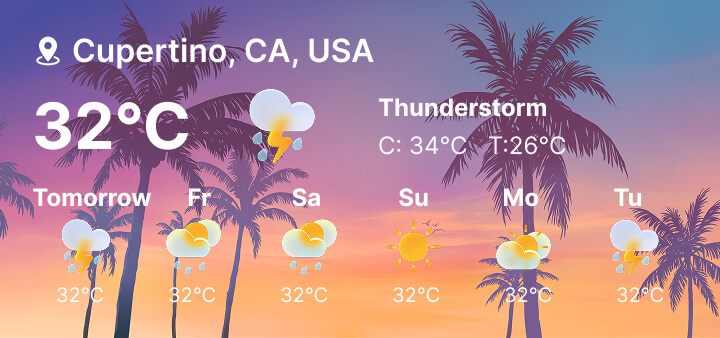 Cupertino, CA, USA
32°C
Thunderstorm
C: 34°C T:26°C
Tomorrow Fr Sa Su Mo Tu
32°C 32°C 32°C 32°C 32°C 32°C